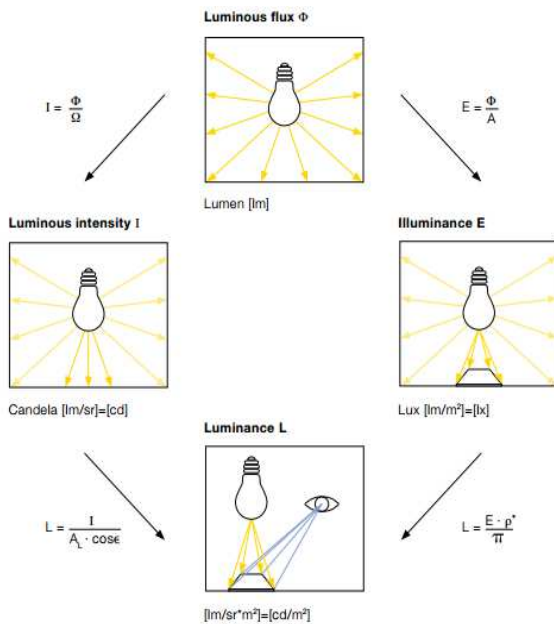 Luminous flux Φ
I = Φ/Ω
E = Φ/A
Lumen [lm]
Luminous intensity I
Illuminance E
Candela [lm/sr]=[cd]
Lux [lm/m²]=[lx]
Luminance L
L = I/(A_L · cosϵ)
L = (E · ρ*)/π
[lm/sr*m²]=[cd/m²]